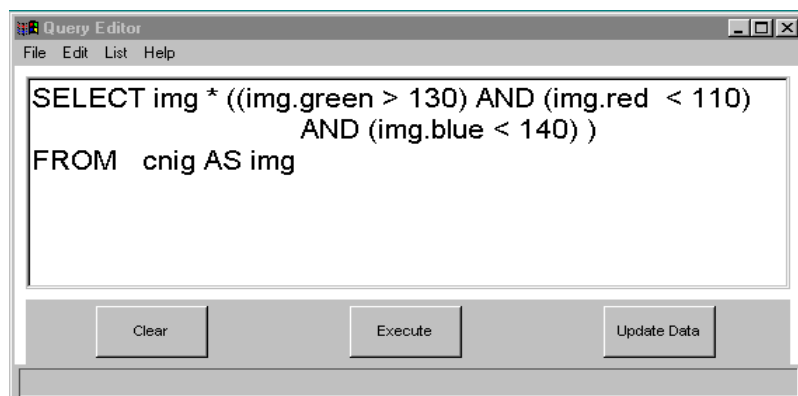 Query Editor
File Edit List Help
SELECT img * ((img.green > 130) AND (img.red < 110)
AND (img.blue < 140) )
FROM cnig AS img
Clear Execute Update Data